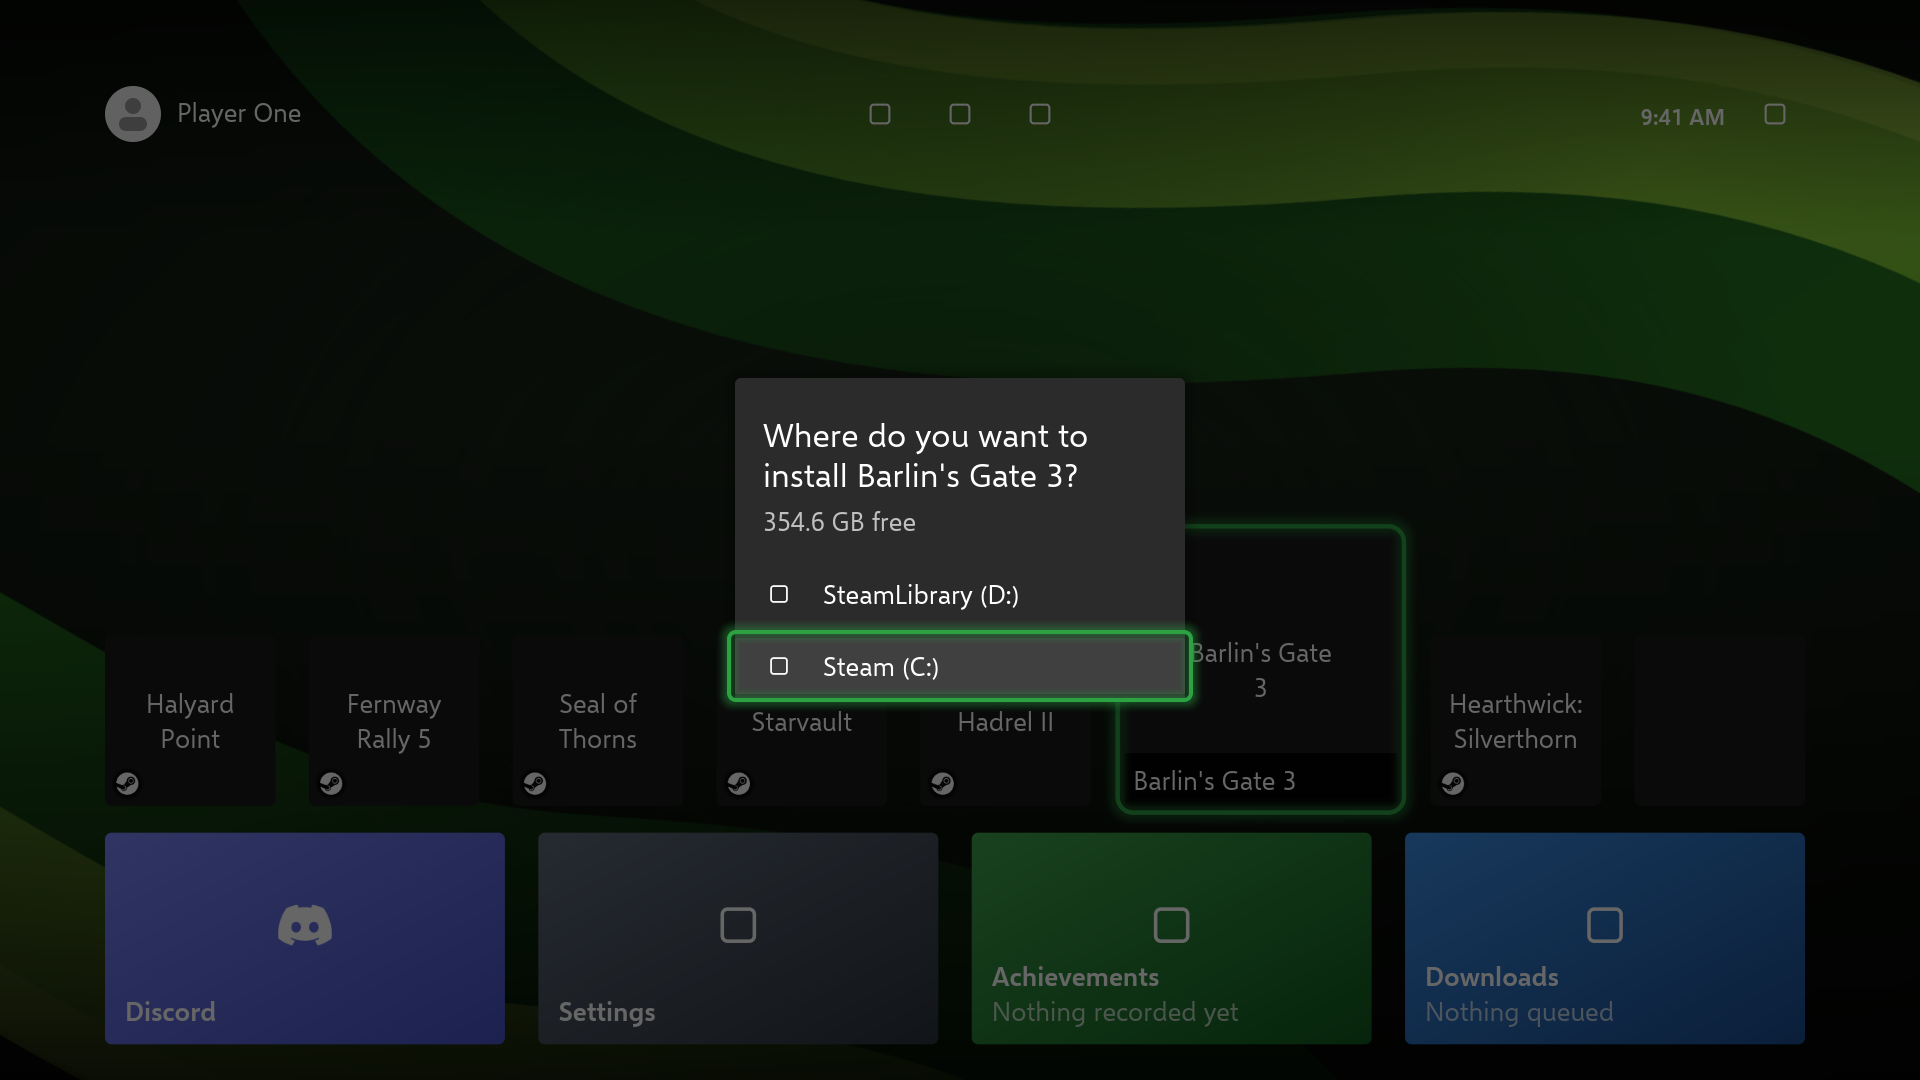 Player One
9:41 AM
Where do you want to
install Barlin's Gate 3?
354.6 GB free
SteamLibrary (D:)
Steam (C:)
Halyard
Point
Fernway
Rally 5
Seal of
Thorns
Starvault
Hadrel II
Barlin's Gate
3
Barlin's Gate 3
Hearthwick:
Silverthorn
Discord
Settings
Achievements
Nothing recorded yet
Downloads
Nothing queued